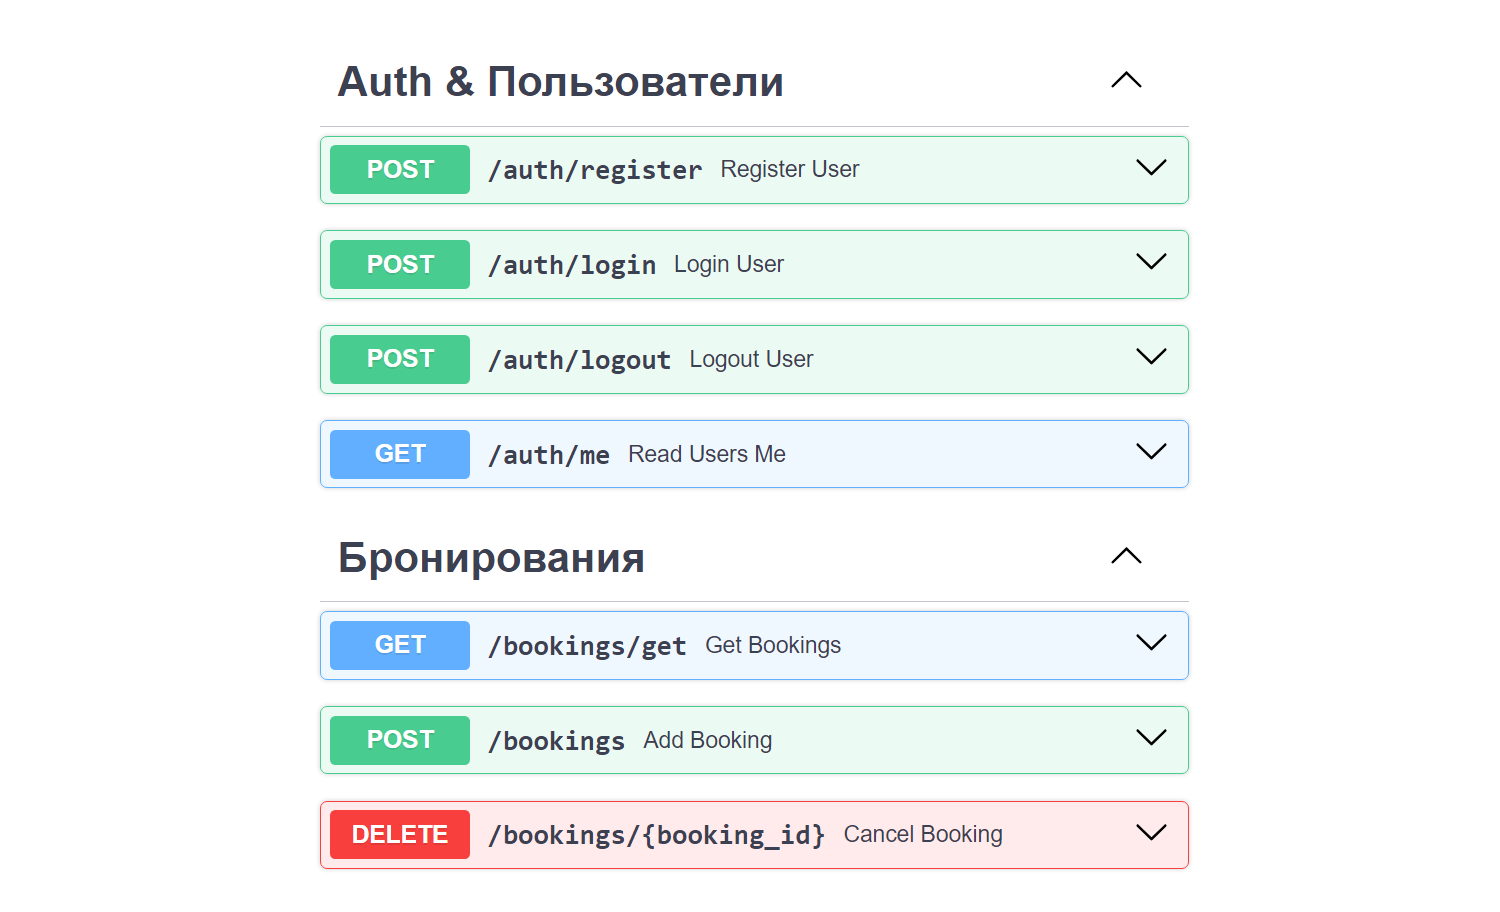 Auth & Пользователи
POST /auth/register Register User
POST /auth/login Login User
POST /auth/logout Logout User
GET /auth/me Read Users Me
Бронирования
GET /bookings/get Get Bookings
POST /bookings Add Booking
DELETE /bookings/{booking_id} Cancel Booking